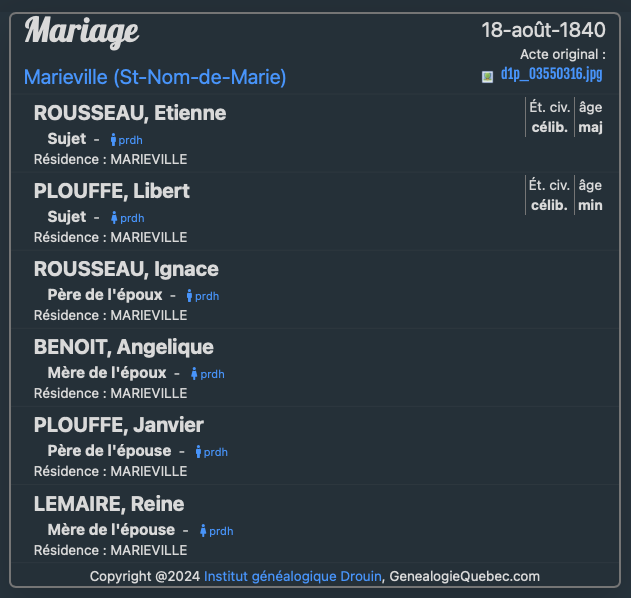 Mariage
18-août-1840
Acte original :
Marieville (St-Nom-de-Marie)
d1p_03550316.jpg
ROUSSEAU, Etienne
Ét. civ. âge
Sujet - prdh
célib. maj
Résidence : MARIEVILLE
PLOUFFE, Libert
Ét. civ. âge
Sujet - prdh
célib. min
Résidence : MARIEVILLE
ROUSSEAU, Ignace
Père de l'époux - prdh
Résidence : MARIEVILLE
BENOIT, Angelique
Mère de l'époux - prdh
Résidence : MARIEVILLE
PLOUFFE, Janvier
Père de l'épouse - prdh
Résidence : MARIEVILLE
LEMAIRE, Reine
Mère de l'épouse - prdh
Résidence : MARIEVILLE
Copyright @2024 Institut généalogique Drouin, GenealogieQuebec.com